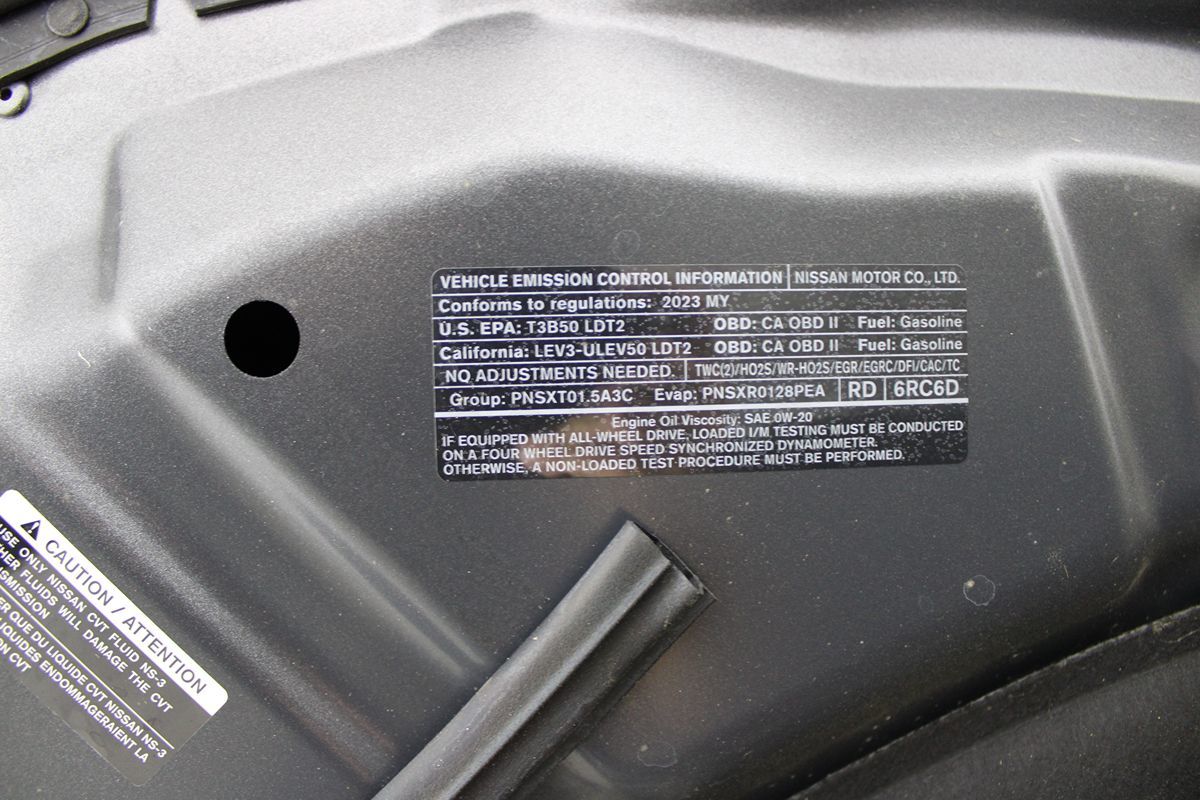 VEHICLE EMISSION CONTROL INFORMATION NISSAN MOTOR CO., LTD.
Conforms to regulations: 2023 MY
U.S. EPA: T3B50 LDT2 OBD: CA OBD II Fuel: Gasoline
California: LEV3-ULEV50 LDT2 OBD: CA OBD II Fuel: Gasoline
NO ADJUSTMENTS NEEDED. TWC(2)/HO2S/WR-HO2S/EGR/EGRC/DFI/CAC/TC
Group: PNSXT01.5A3C Evap: PNSXR0128PEA RD 6RC6D
Engine Oil Viscosity: SAE 0W-20
IF EQUIPPED WITH ALL-WHEEL DRIVE, LOADED I/M TESTING MUST BE CONDUCTED
ON A FOUR WHEEL DRIVE SPEED SYNCHRONIZED DYNAMOMETER.
OTHERWISE, A NON-LOADED TEST PROCEDURE MUST BE PERFORMED.
CAUTION / ATTENTION
USE ONLY NISSAN CVT FLUID NS-3
FLUIDS WILL DAMAGE THE CVT
QUE DU LIQUIDE CVT NISSAN NS-3
LIQUIDES ENDOMMAGERAIENT LA
CVT